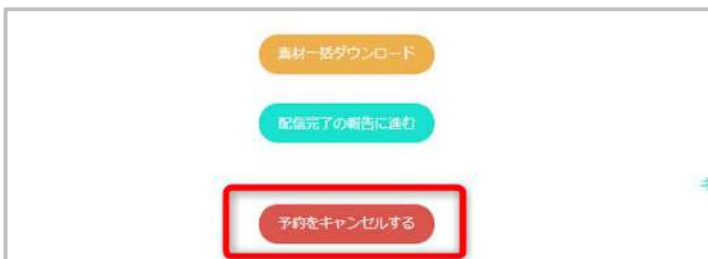 素材一括ダウンロード
配信完了の報告に進む
予約をキャンセルする